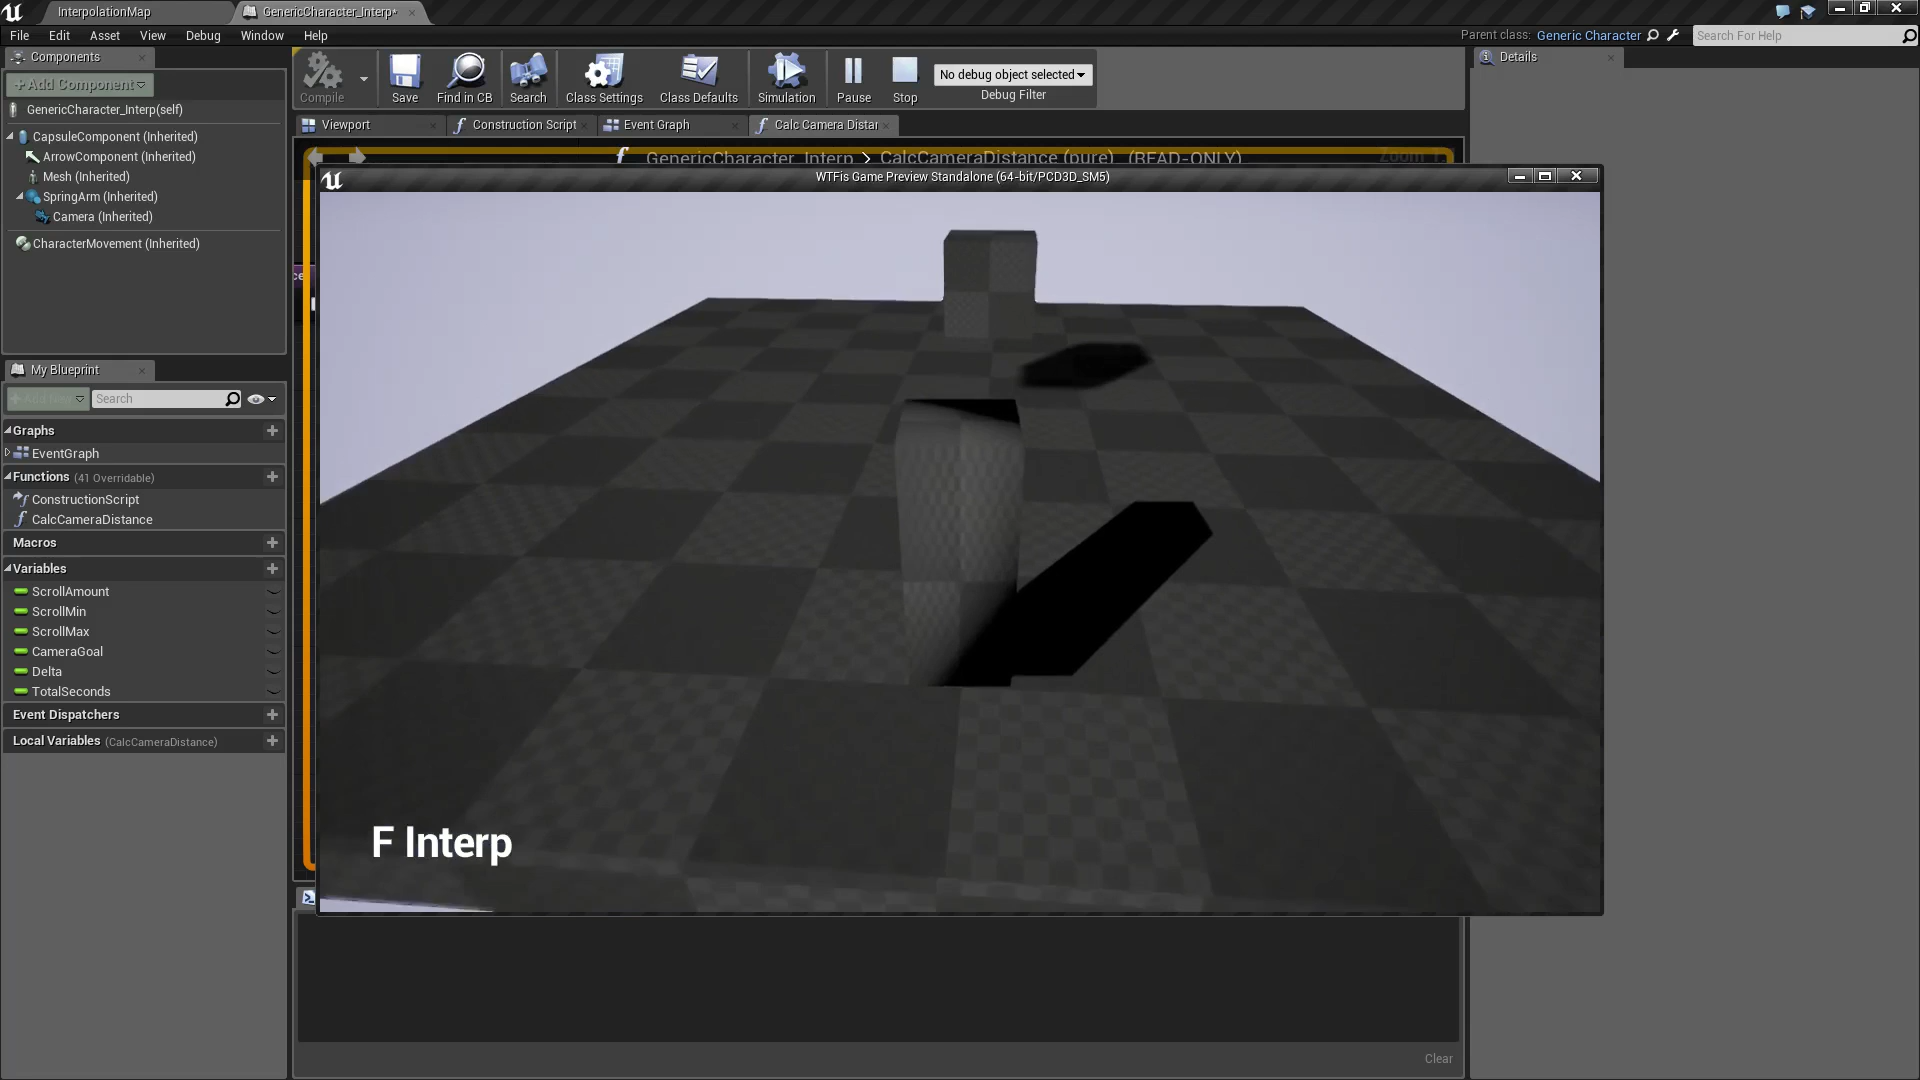 InterpolationMap
GenericCharacter_Interp*
File Edit Asset View Debug Window Help
Parent class: Generic Character
Search For Help
Components
+Add Component
GenericCharacter_Interp(self)
CapsuleComponent (Inherited)
ArrowComponent (Inherited)
Mesh (Inherited)
SpringArm (Inherited)
Camera (Inherited)
CharacterMovement (Inherited)
Compile
Save
Find in CB
Search
Class Settings
Class Defaults
Simulation
Pause
Stop
No debug object selected
Debug Filter
Details
Viewport
Construction Script
Event Graph
Calc Camera Distar
GenericCharacter_Interp > CalcCameraDistance (pure) (READ-ONLY)
WTFis Game Preview Standalone (64-bit/PCD3D_SM5)
My Blueprint
Search
Graphs
EventGraph
Functions (41 Overridable)
ConstructionScript
CalcCameraDistance
Macros
Variables
ScrollAmount
ScrollMin
ScrollMax
CameraGoal
Delta
TotalSeconds
Event Dispatchers
Local Variables (CalcCameraDistance)
F Interp
Clear